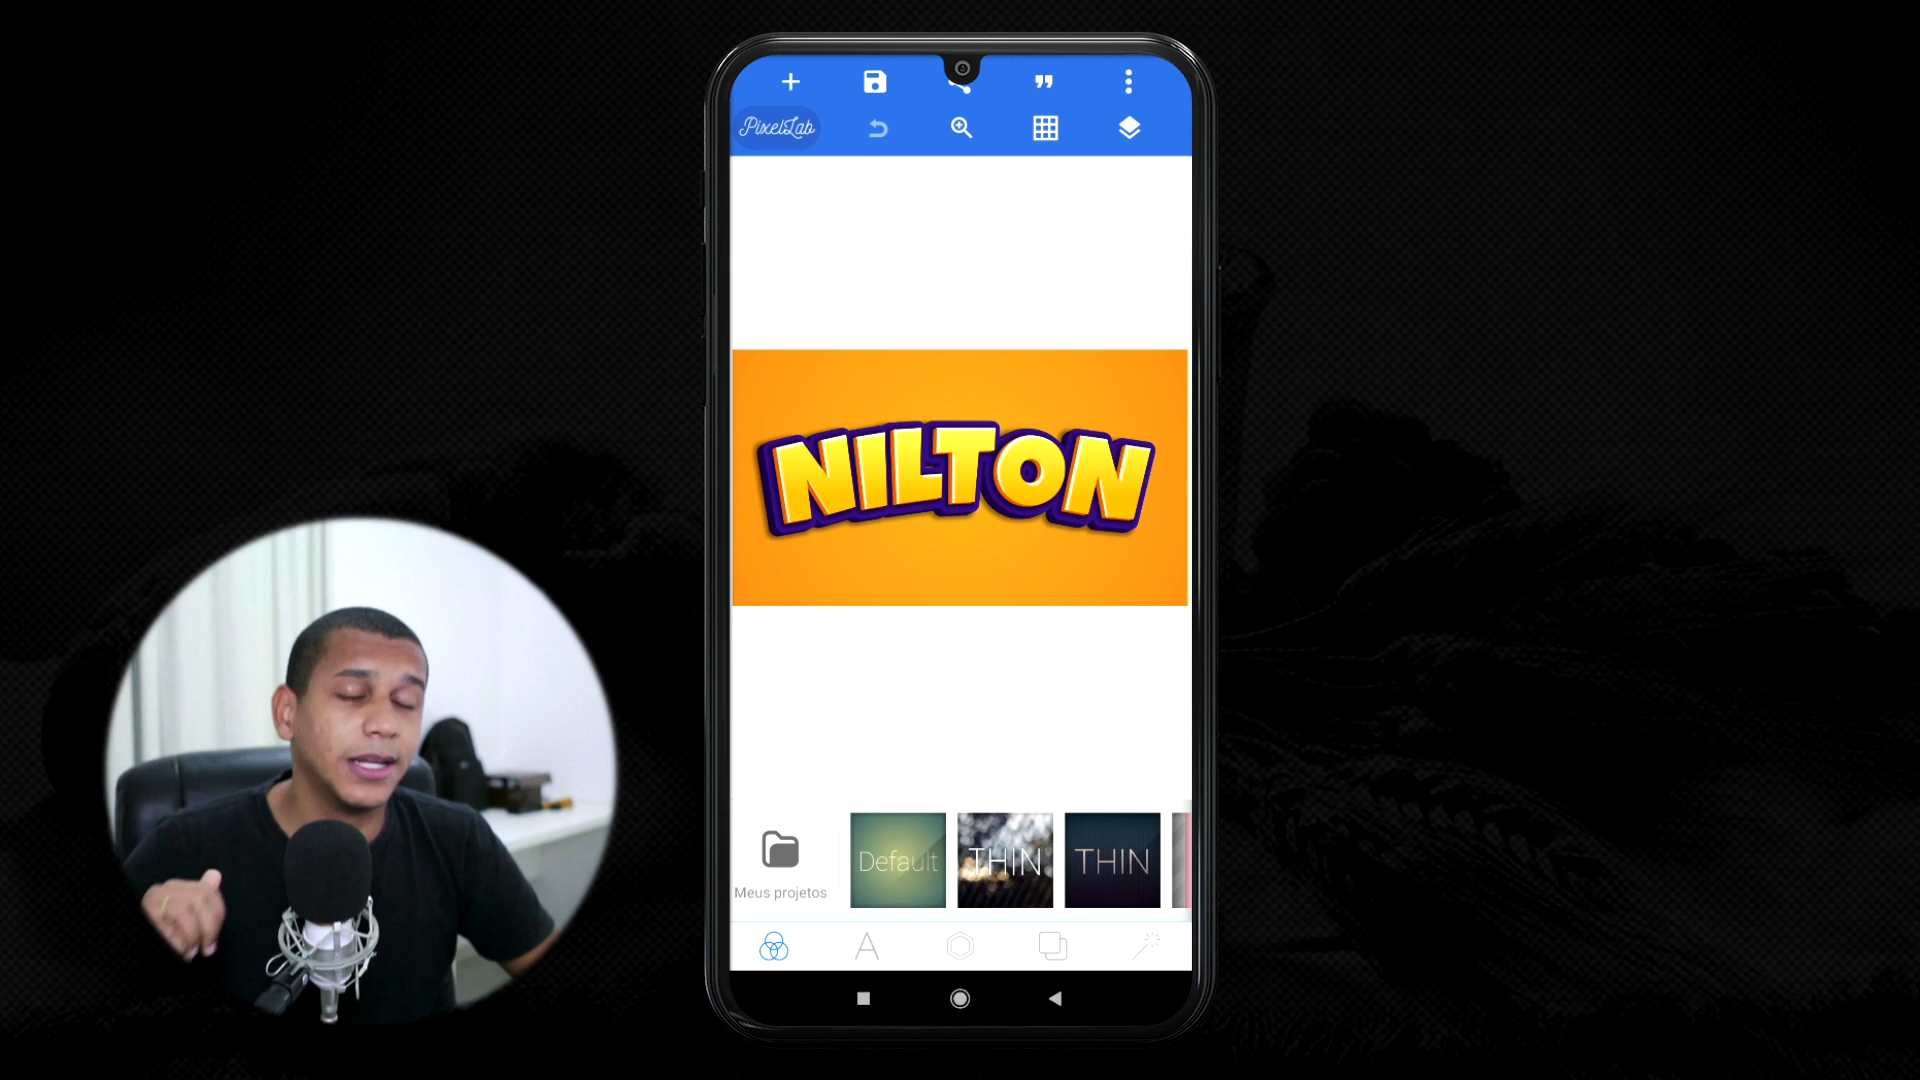 PixelLab
NILTON
Meus projetos
Default
THIN
THIN